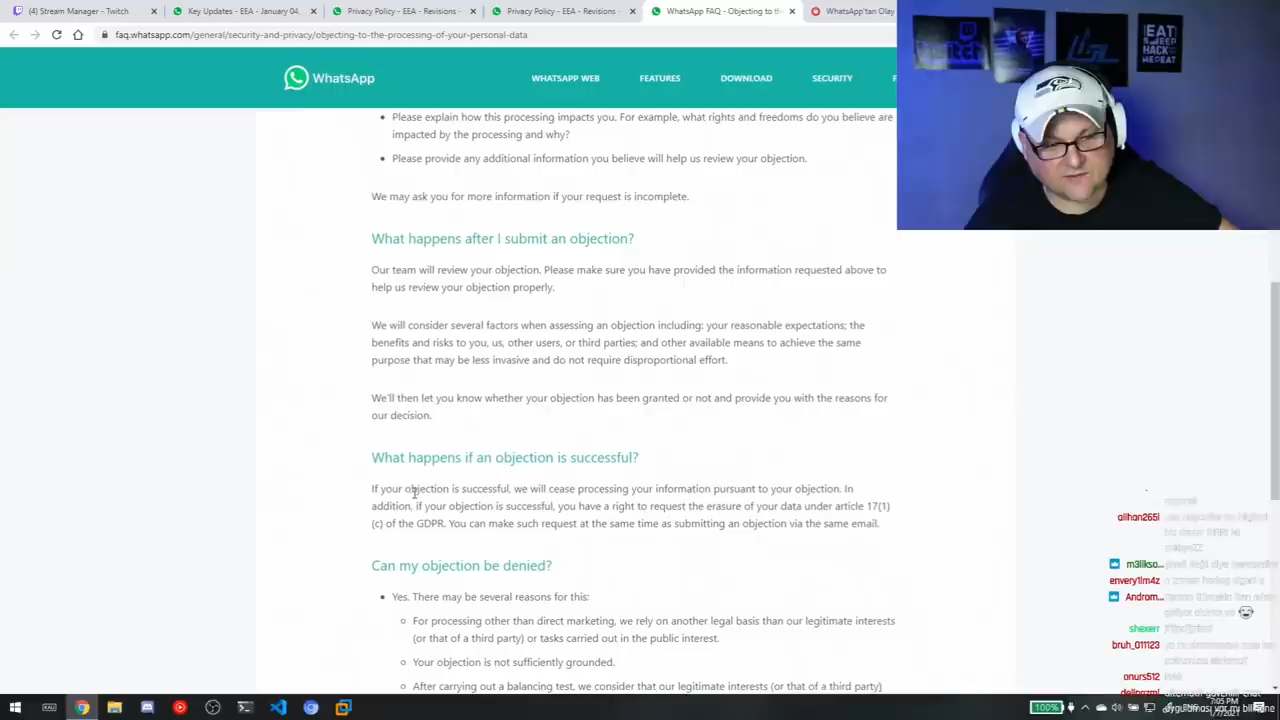 Stream Manager - Twitch
Key Updates - EEA - January 04,
Privacy Policy - EEA - Revisions -
Privacy Policy - EEA - Revisions -
WhatsApp FAQ - Objecting to th
WhatsApp'tan Olay
faq.whatsapp.com/general/security-and-privacy/objecting-to-the-processing-of-your-personal-data
WhatsApp
WHATSAPP WEB
FEATURES
DOWNLOAD
SECURITY
F
twitch
EAT
SLEEP
HACK
REPEAT
Please explain how this processing impacts you. For example, what rights and freedoms do you believe are
impacted by the processing and why?
Please provide any additional information you believe will help us review your objection.
We may ask you for more information if your request is incomplete.
What happens after I submit an objection?
Our team will review your objection. Please make sure you have provided the information requested above to
help us review your objection properly.
We will consider several factors when assessing an objection including: your reasonable expectations; the
benefits and risks to you, us, other users, or third parties; and other available means to achieve the same
purpose that may be less invasive and do not require disproportional effort.
We'll then let you know whether your objection has been granted or not and provide you with the reasons for
our decision.
What happens if an objection is successful?
If your objection is successful, we will cease processing your information pursuant to your objection. In
addition, if your objection is successful, you have a right to request the erasure of your data under article 17(1)
(c) of the GDPR. You can make such request at the same time as submitting an objection via the same email.
Can my objection be denied?
Yes. There may be several reasons for this:
For processing other than direct marketing, we rely on another legal basis than our legitimate interests
(or that of a third party) or tasks carried out in the public interest.
Your objection is not sufficiently grounded.
After carrying out a balancing test, we consider that our legitimate interests (or that of a third party)
alihan265i
m3liksa...
envery1lm4z
Androm...
shexerr
bruh_011123
onurs512
100%
7:05 PM
1/7/2021